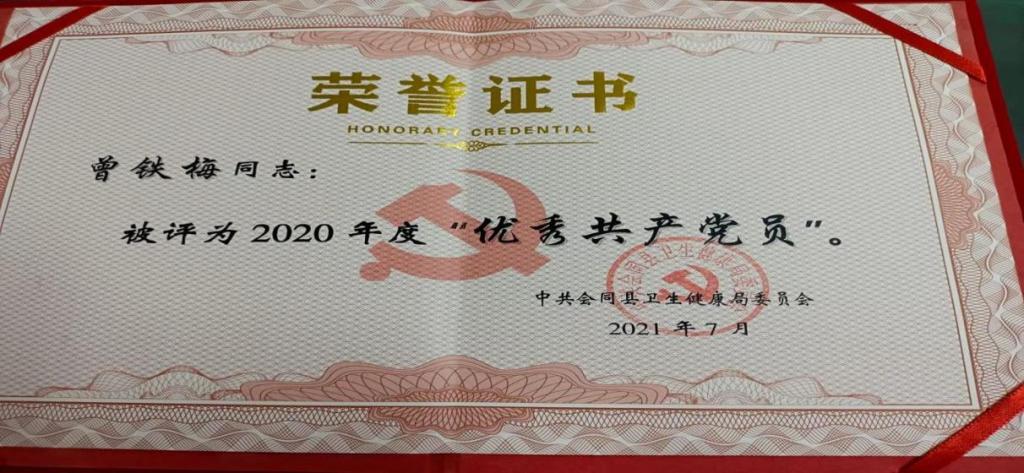 荣誉证书
HONORARY CREDENTIAL
曾铁梅同志：
被评为2020年度“优秀共产党员”。
中共会同县卫生健康局委员会
2021年7月